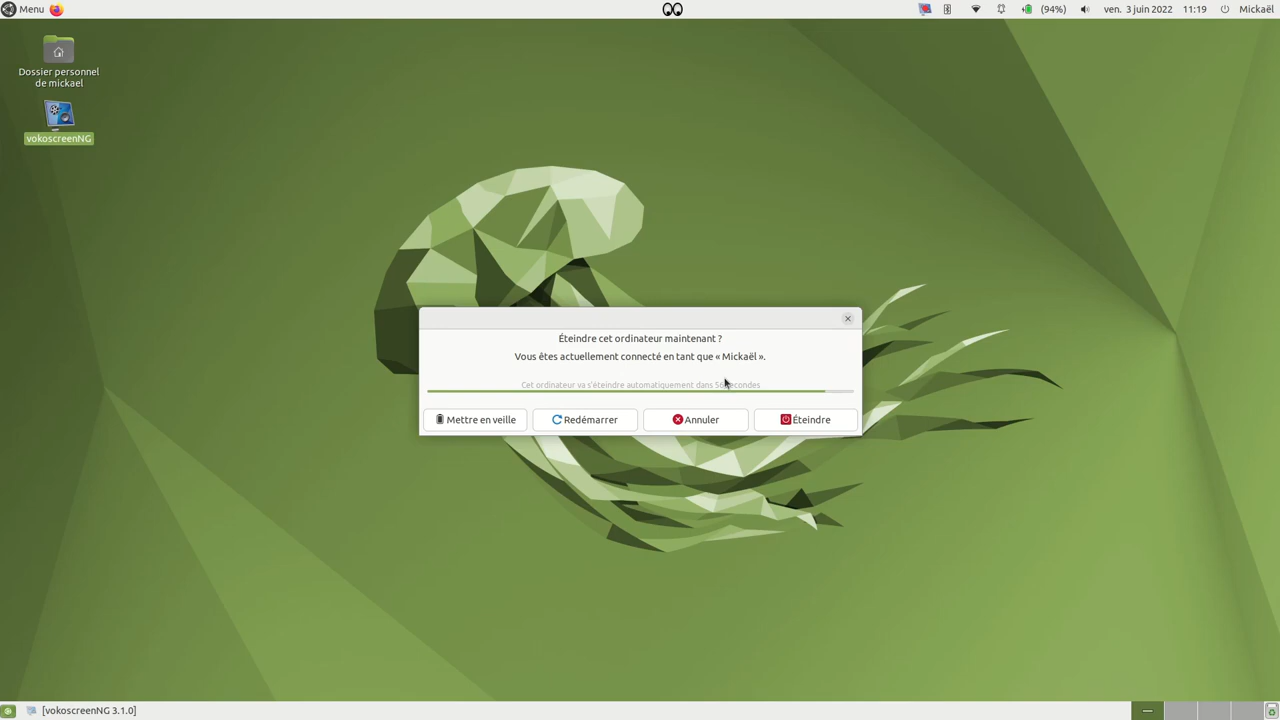 Menu
(94%)
ven. 3 juin 2022
11:19
Mickaël
Dossier personnel
de mickael
vokoscreenNG
Éteindre cet ordinateur maintenant ?
Vous êtes actuellement connecté en tant que « Mickaël ».
Cet ordinateur va s'éteindre automatiquement dans secondes
Mettre en veille
Redémarrer
Annuler
Éteindre
[vokoscreenNG 3.1.0]